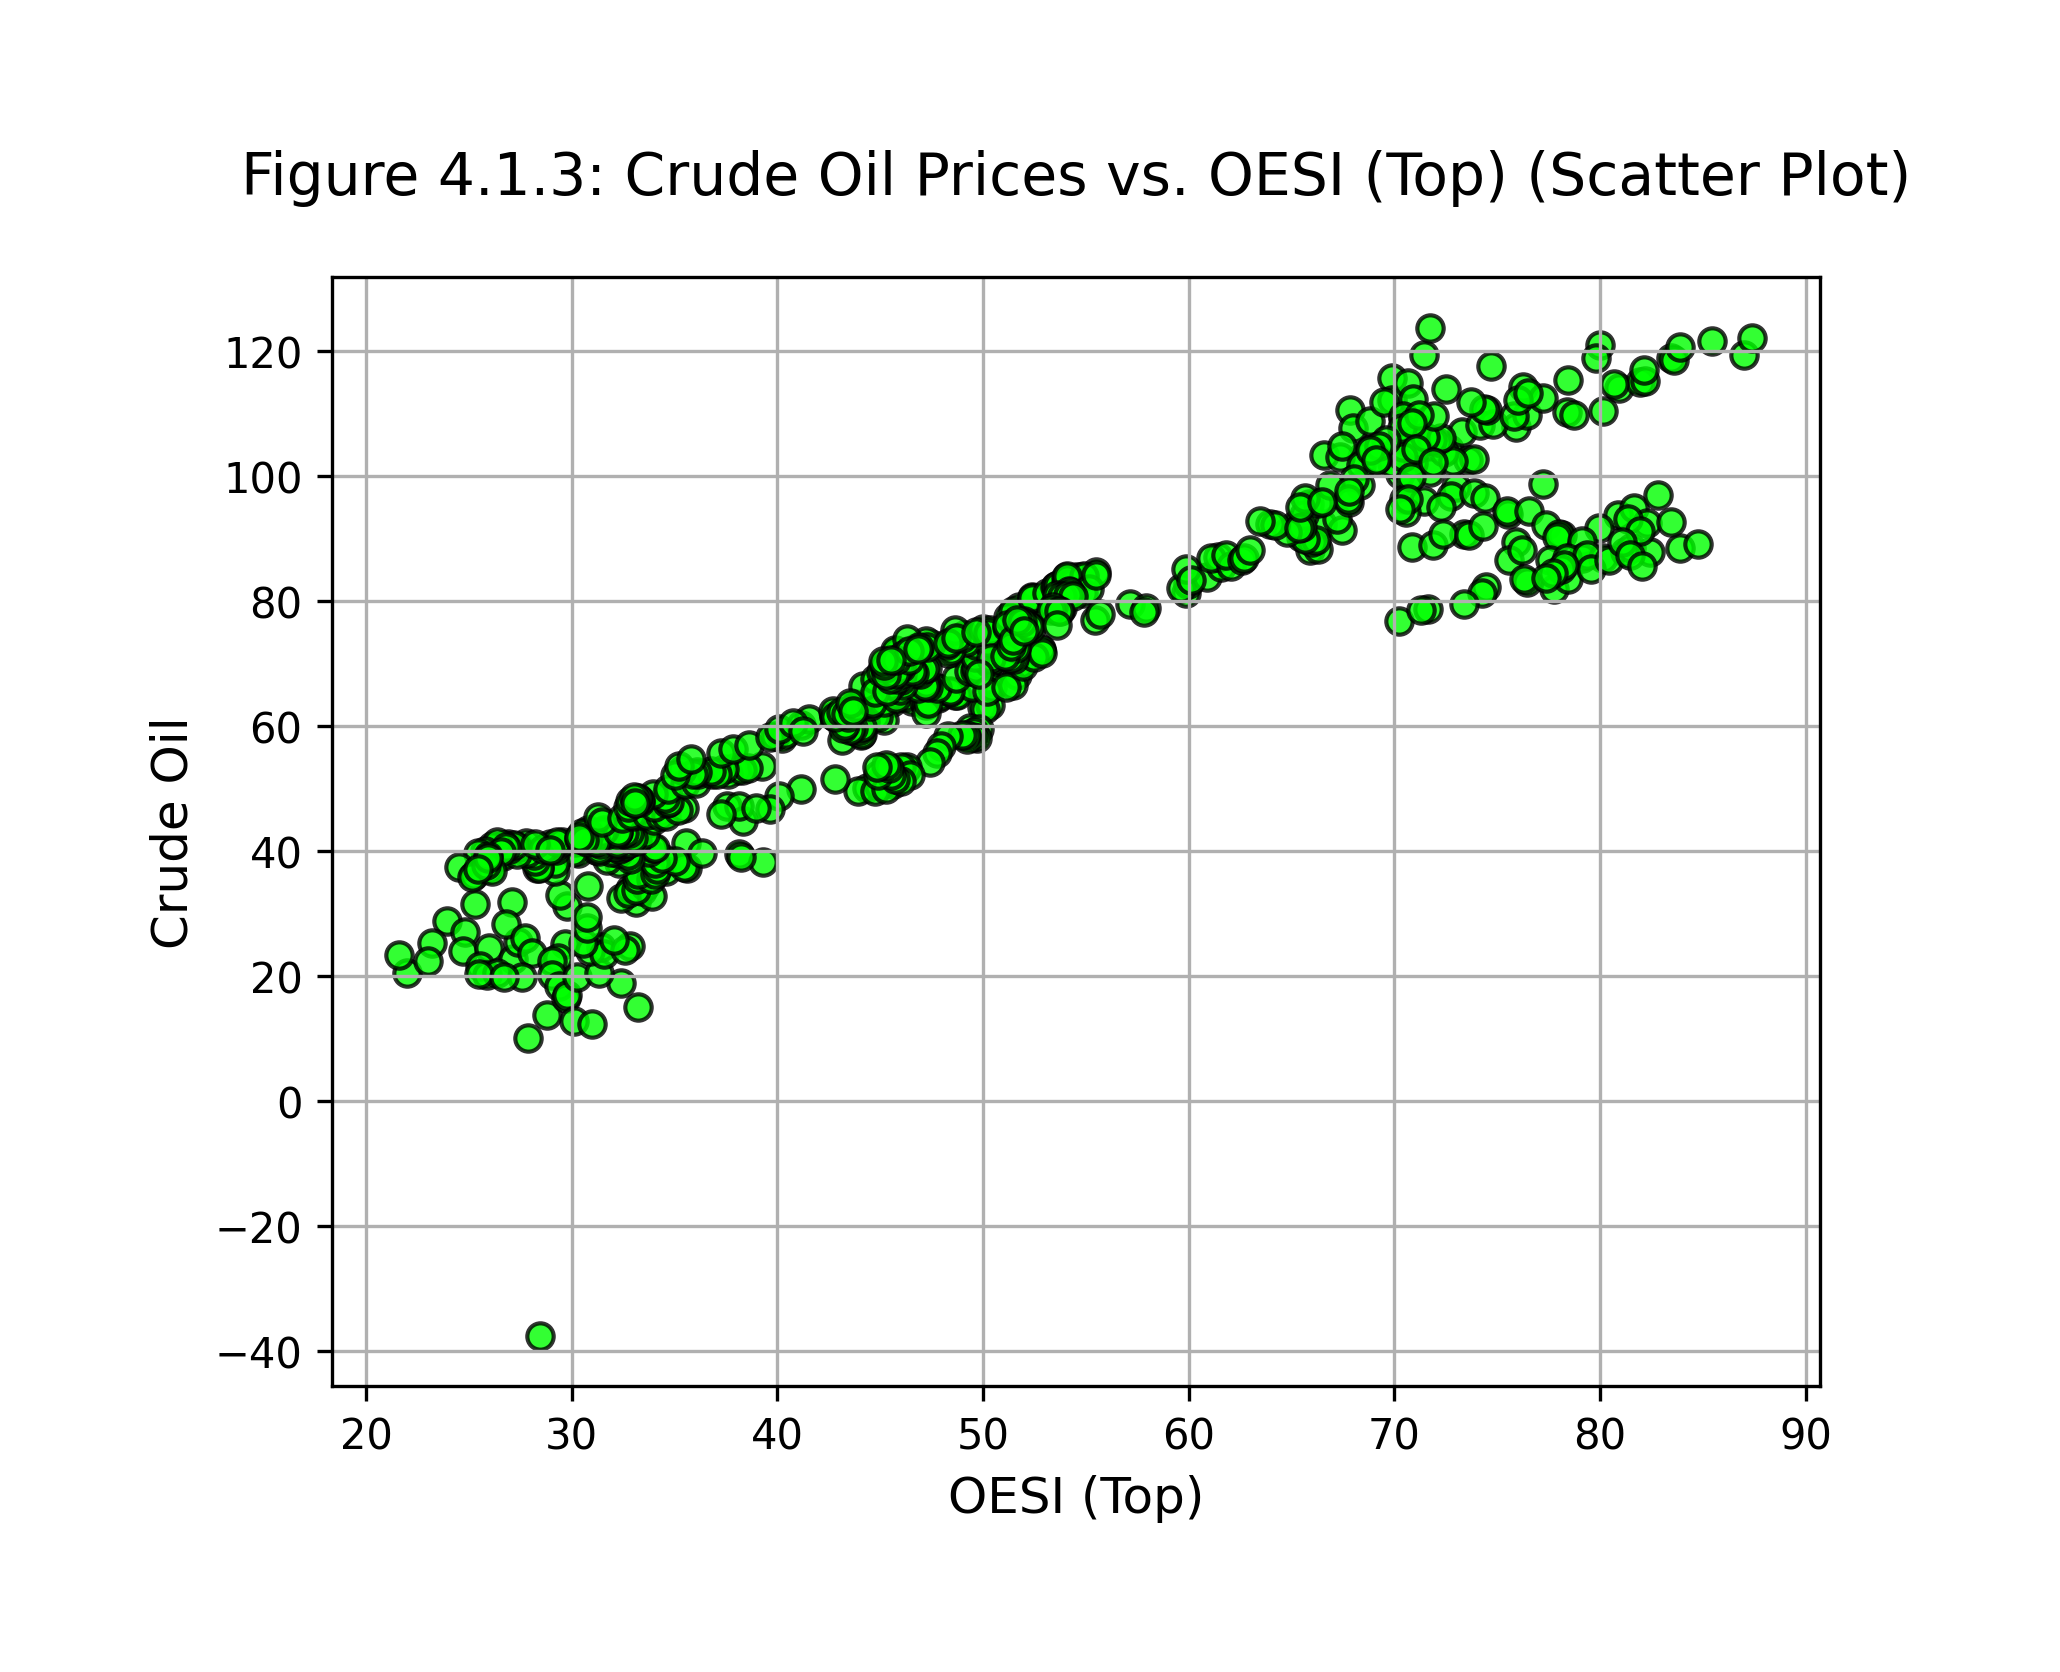 Figure 4.1.3: Crude Oil Prices vs. OESI (Top) (Scatter Plot)
120
100
80
60
40
20
0
−20
−40
Crude Oil
20 30 40 50 60 70 80 90
OESI (Top)